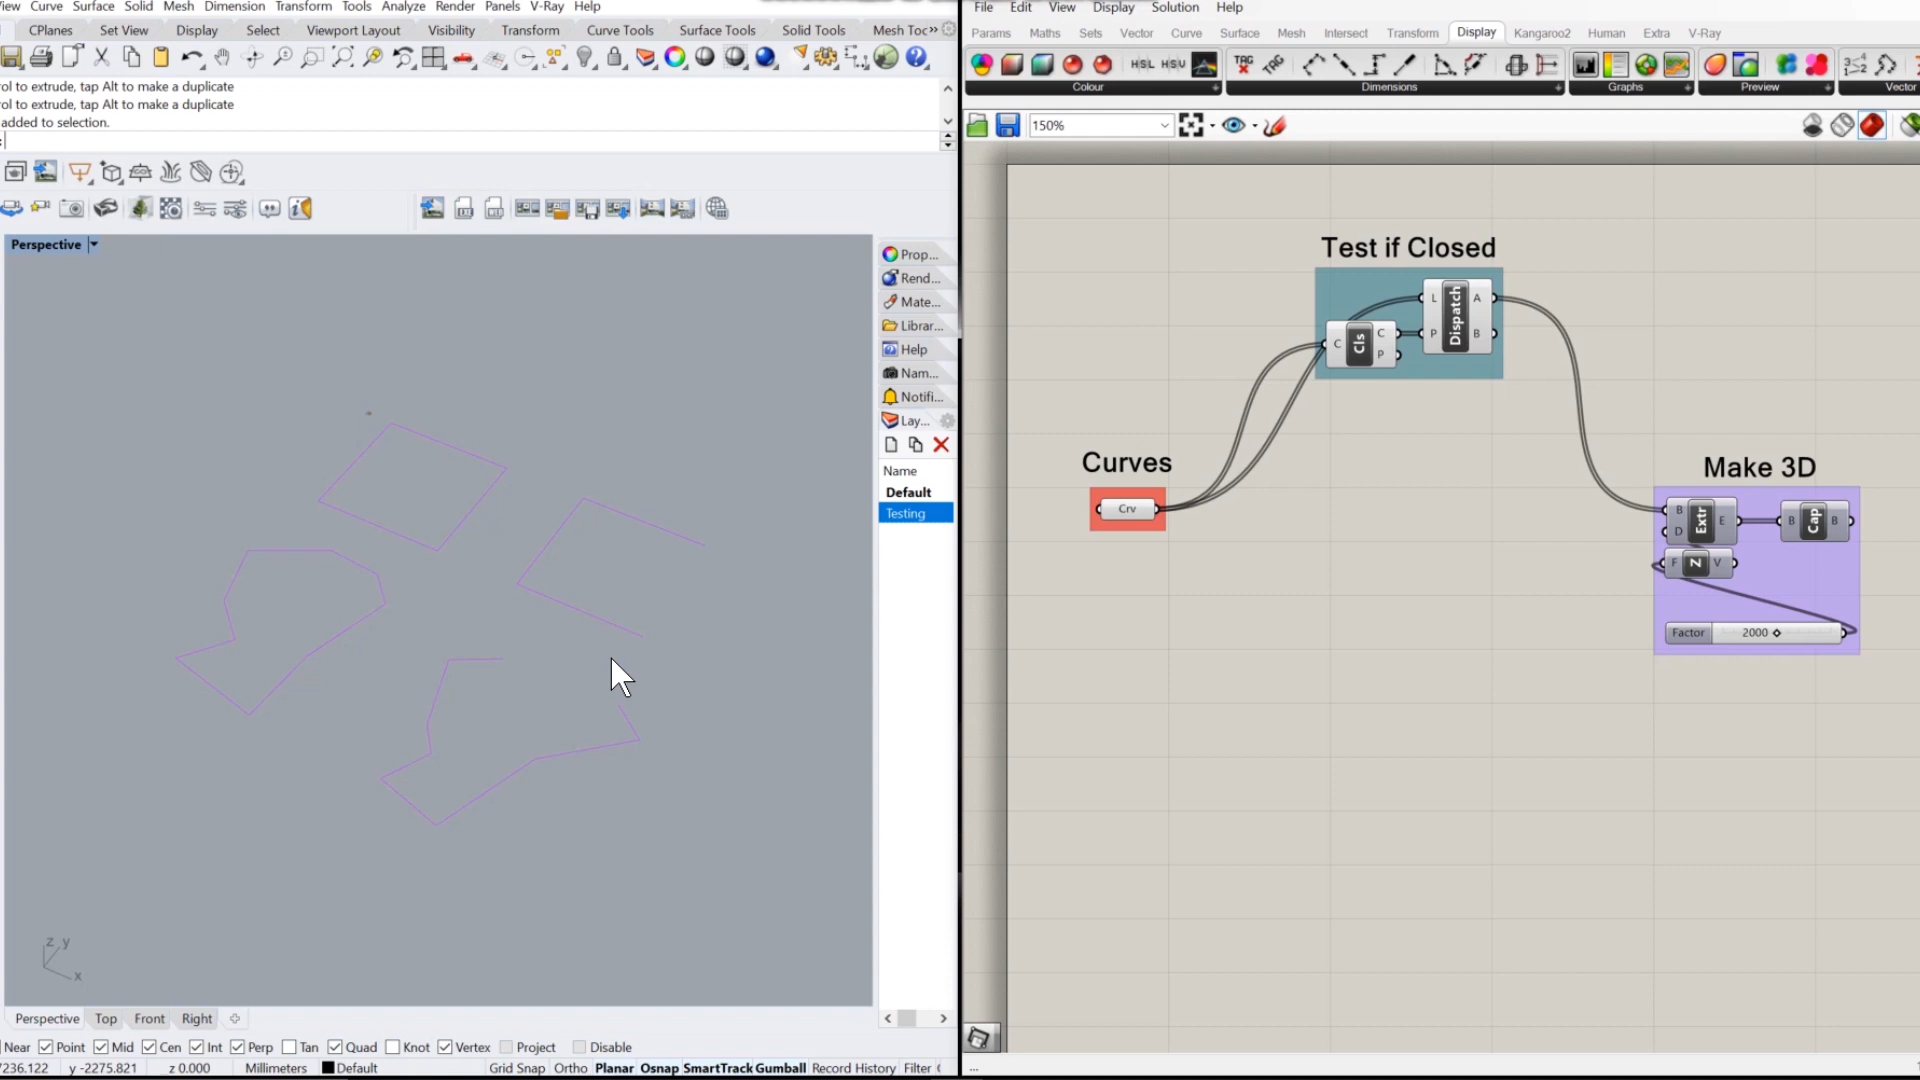 View Curve Surface Solid Mesh Dimension Transform Tools Analyze Render Panels V-Ray Help
CPlanes Set View Display Select Viewport Layout Visibility Transform Curve Tools Surface Tools Solid Tools Mesh Toc»
rol to extrude, tap Alt to make a duplicate
rol to extrude, tap Alt to make a duplicate
added to selection.
Perspective
Prop...
Rend...
Mate...
Librar...
Help
Nam...
Notifi...
Lay...
Name
Default
Testing
z y
x
Perspective Top Front Right
Near Point Mid Cen Int Perp Tan Quad Knot Vertex Project Disable
7236.122 y -2275.821 z 0.000 Millimeters Default Grid Snap Ortho Planar Osnap SmartTrack Gumball Record History Filter
File Edit View Display Solution Help
Params Maths Sets Vector Curve Surface Mesh Intersect Transform Display Kangaroo2 Human Extra V-Ray
HSL HSV TAG TAG
Colour Dimensions Graphs Preview Vector
150%
Test if Closed
L A
Dispatch
P B
C Cls C
P
Curves
Crv
Make 3D
B Extr E
D
B Cap B
F Z V
Factor 2000
...